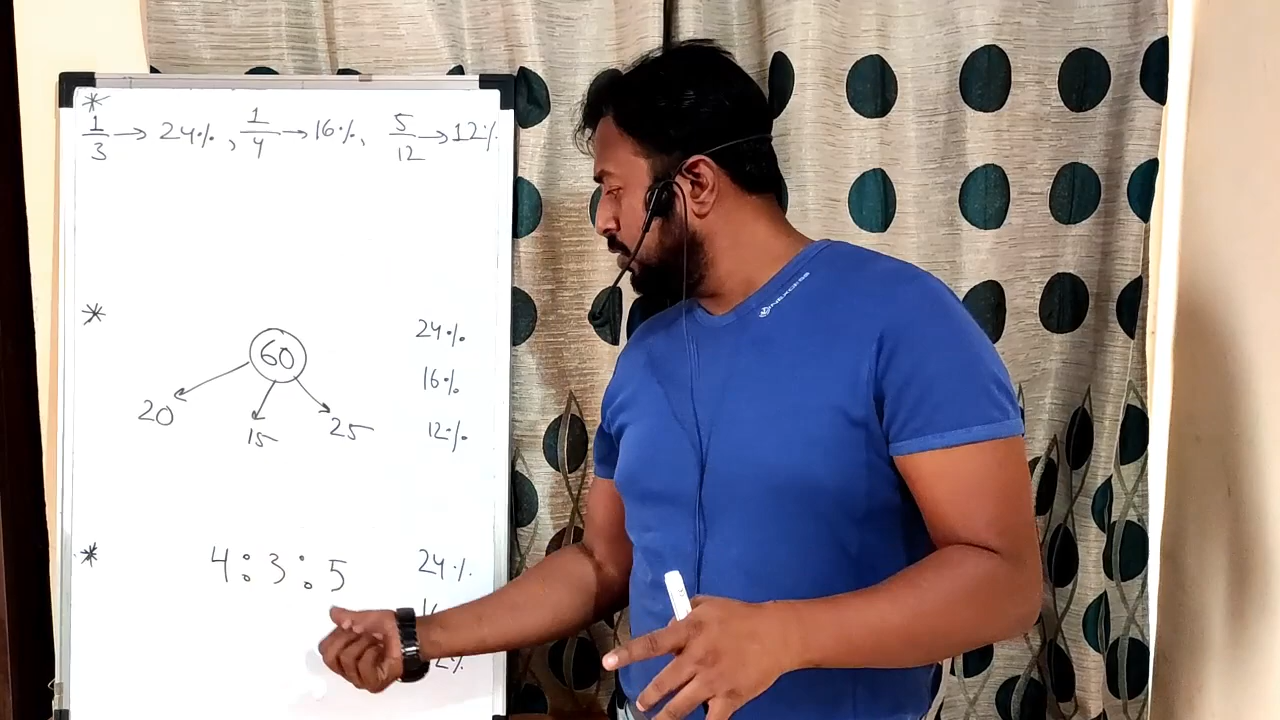 *
1/3 → 24%, 1/4 → 16%, 5/12 → 12%
*
60
20 15 25
24%
16%
12%
*
4 : 3 : 5
24%
NEXCESS